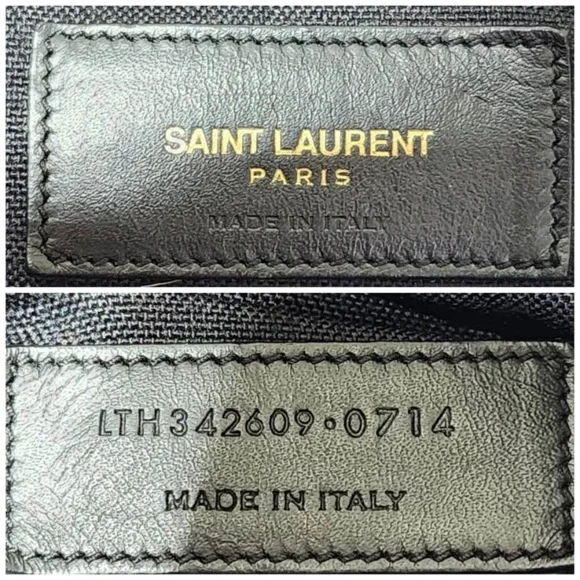 SAINT LAURENT
PARIS
MADE IN ITALY
LTH342609•0714
MADE IN ITALY